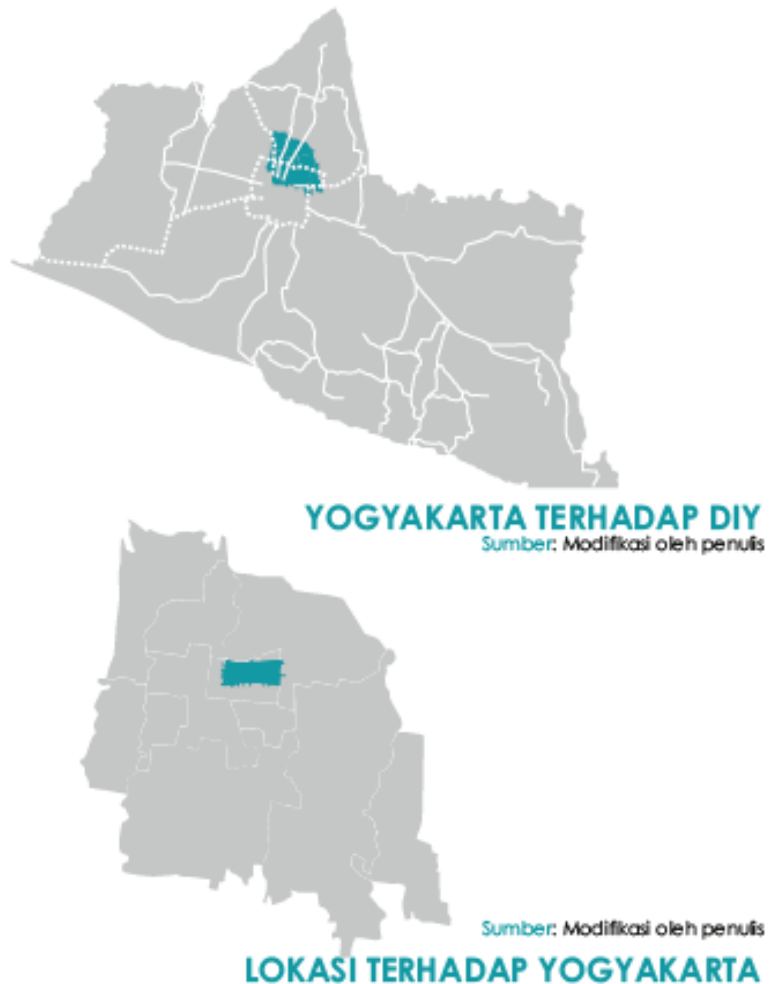 YOGYAKARTA TERHADAP DIY
Sumber: Modifikasi oleh penulis
Sumber: Modifikasi oleh penulis
LOKASI TERHADAP YOGYAKARTA